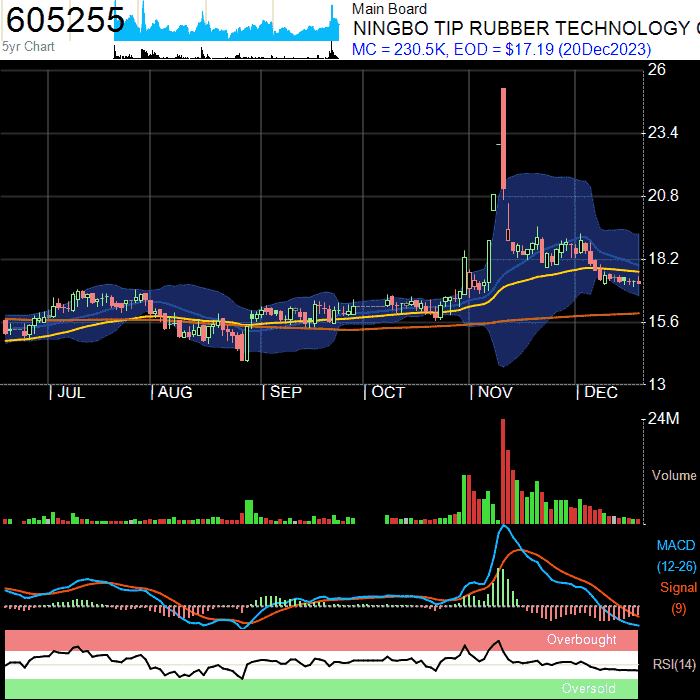 605255
5yr Chart
Main Board
NINGBO TIP RUBBER TECHNOLOGY
MC = 230.5K, EOD = $17.19 (20Dec2023)
26
23.4
20.8
18.2
15.6
13
| JUL | AUG | SEP | OCT | NOV | DEC
24M
Volume
MACD
(12-26)
Signal
(9)
Overbought
RSI(14)
Oversold